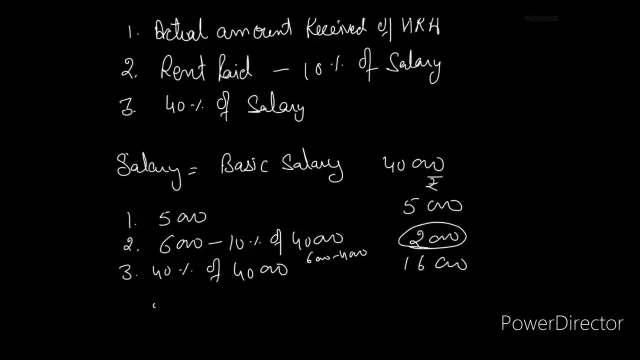 1. Actual amount Received of HRA
2. Rent Paid – 10% of Salary
3. 40% of Salary
Salary = Basic Salary 40000
1. 5000 5000
2. 6000 – 10% of 40000 2000
6000-4000
3. 40% of 40000 16000
PowerDirector